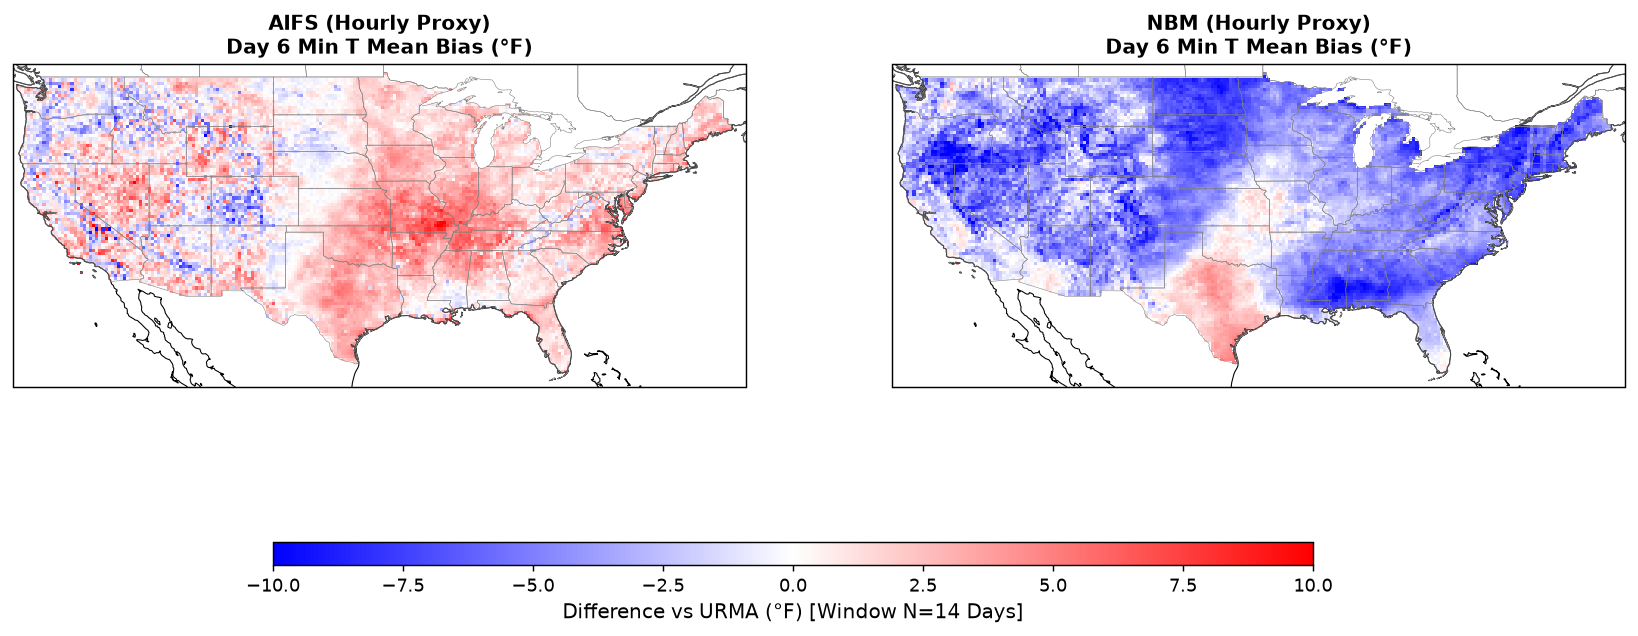 AIFS (Hourly Proxy)
Day 6 Min T Mean Bias (°F)
NBM (Hourly Proxy)
Day 6 Min T Mean Bias (°F)
−10.0 −7.5 −5.0 −2.5 0.0 2.5 5.0 7.5 10.0
Difference vs URMA (°F) [Window N=14 Days]